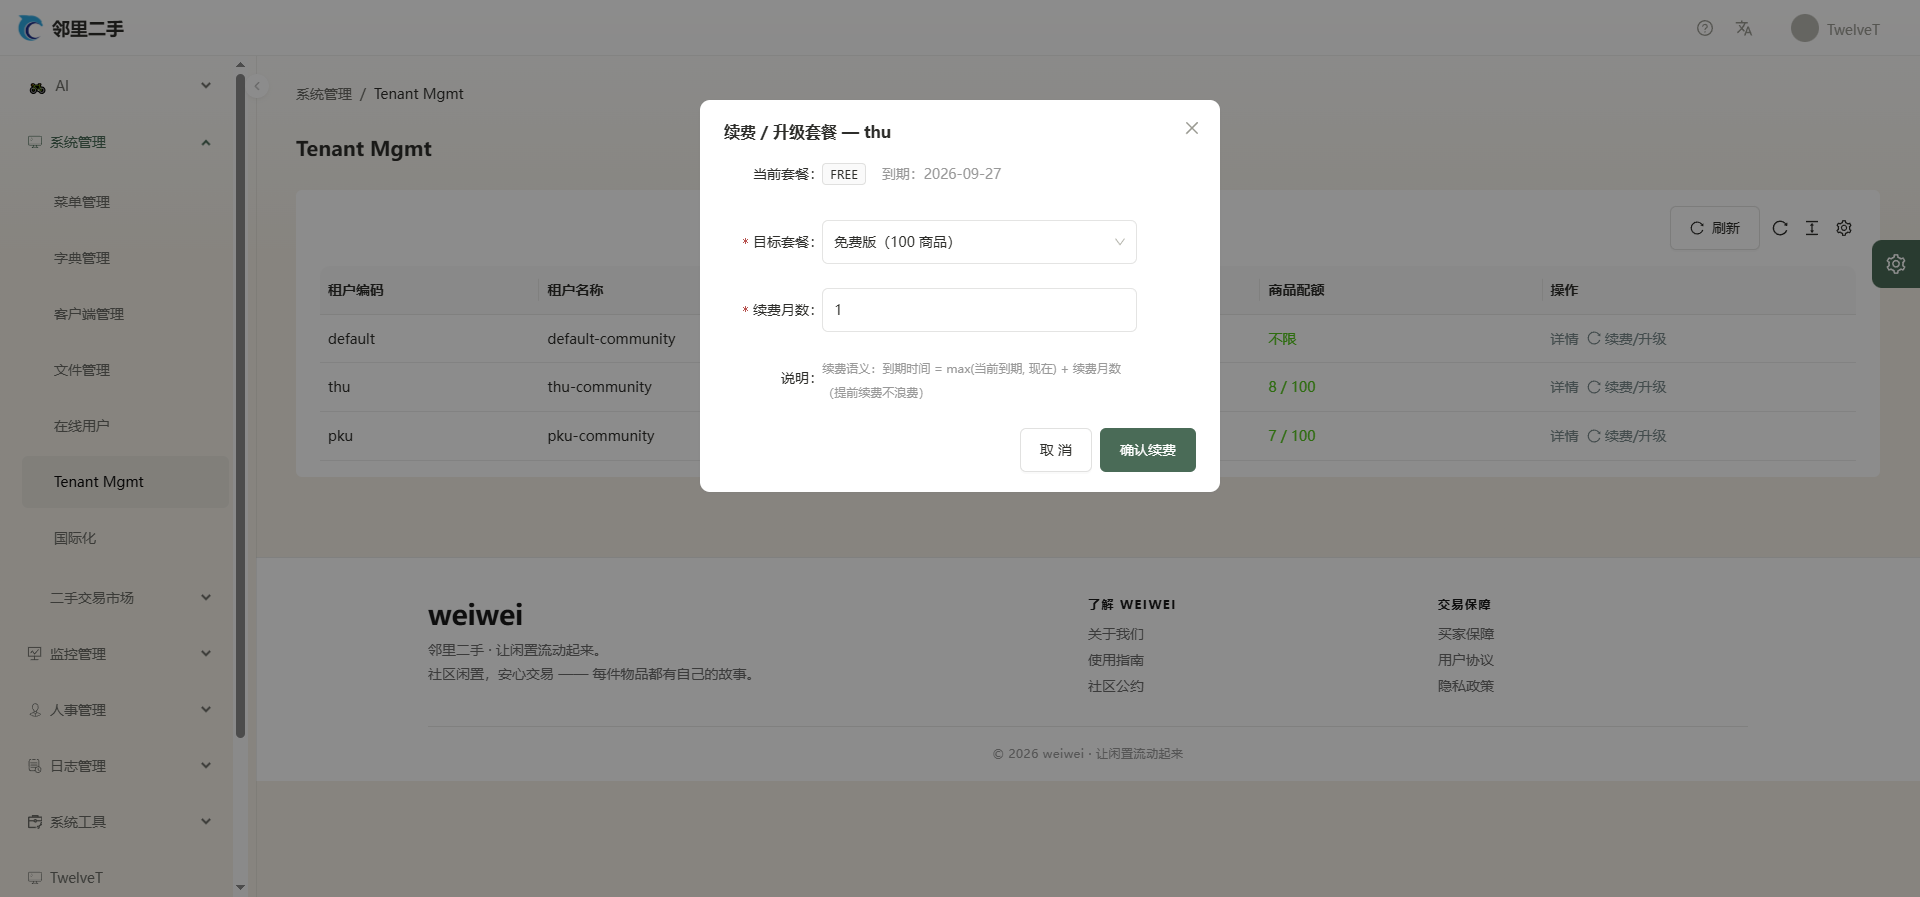 邻里二手
TwelveT
AI
系统管理
菜单管理
字典管理
客户端管理
文件管理
在线用户
Tenant Mgmt
国际化
二手交易市场
监控管理
人事管理
日志管理
系统工具
TwelveT
系统管理 / Tenant Mgmt
Tenant Mgmt
刷新
租户编码 租户名称 商品配额 操作
default default-community 不限 详情 续费/升级
thu thu-community 8 / 100 详情 续费/升级
pku pku-community 7 / 100 详情 续费/升级
续费 / 升级套餐 — thu
当前套餐: FREE 到期：2026-09-27
* 目标套餐: 免费版（100 商品）
* 续费月数: 1
说明: 续费语义：到期时间 = max(当前到期, 现在) + 续费月数
（提前续费不浪费）
取 消 确认续费
weiwei
邻里二手 · 让闲置流动起来。
社区闲置，安心交易 —— 每件物品都有自己的故事。
了解 WEIWEI
关于我们
使用指南
社区公约
交易保障
买家保障
用户协议
隐私政策
© 2026 weiwei · 让闲置流动起来